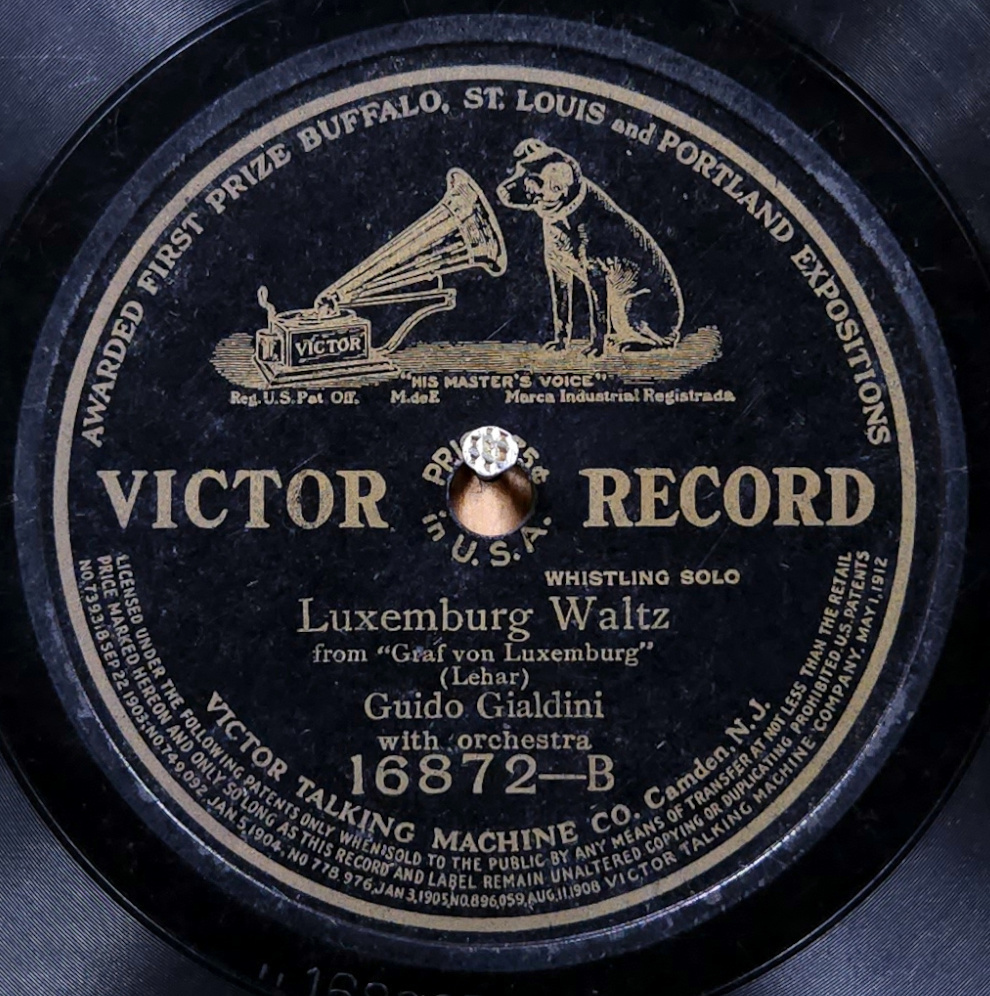 AWARDED FIRST PRIZE BUFFALO, ST. LOUIS and PORTLAND EXPOSITIONS
VICTOR
"HIS MASTER'S VOICE"
Reg. U.S. Pat. Off. M.deE Marca Industrial Registrada
VICTOR RECORD
in U.S.A.
WHISTLING SOLO
Luxemburg Waltz
from "Graf von Luxemburg"
(Lehar)
Guido Gialdini
with orchestra
16872—B
VICTOR TALKING MACHINE CO. Camden, N.J.
LICENSED UNDER THE FOLLOWING PATENTS ONLY WHEN SOLD TO THE PUBLIC BY ANY MEANS OF TRANSFER AT NOT LESS THAN THE RETAIL
PRICE MARKED HEREON AND ONLY SO LONG AS THIS RECORD AND LABEL REMAIN UNALTERED COPYING OR DUPLICATING PROHIBITED, U.S. PATENTS
NO. 739,318 SEP. 22 1903, NO. 749,092 JAN. 5, 1904, NO 778,976, JAN 3, 1905, NO. 896,059, AUG. 11, 1908 VICTOR TALKING MACHINE COMPANY. MAY 1, 1912